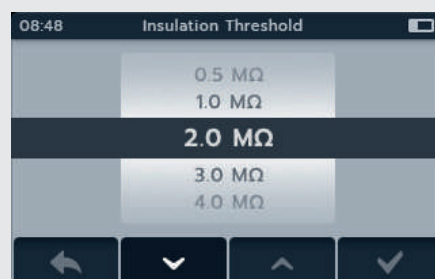 08:48 Insulation Threshold
0.5 MΩ
1.0 MΩ
2.0 MΩ
3.0 MΩ
4.0 MΩ